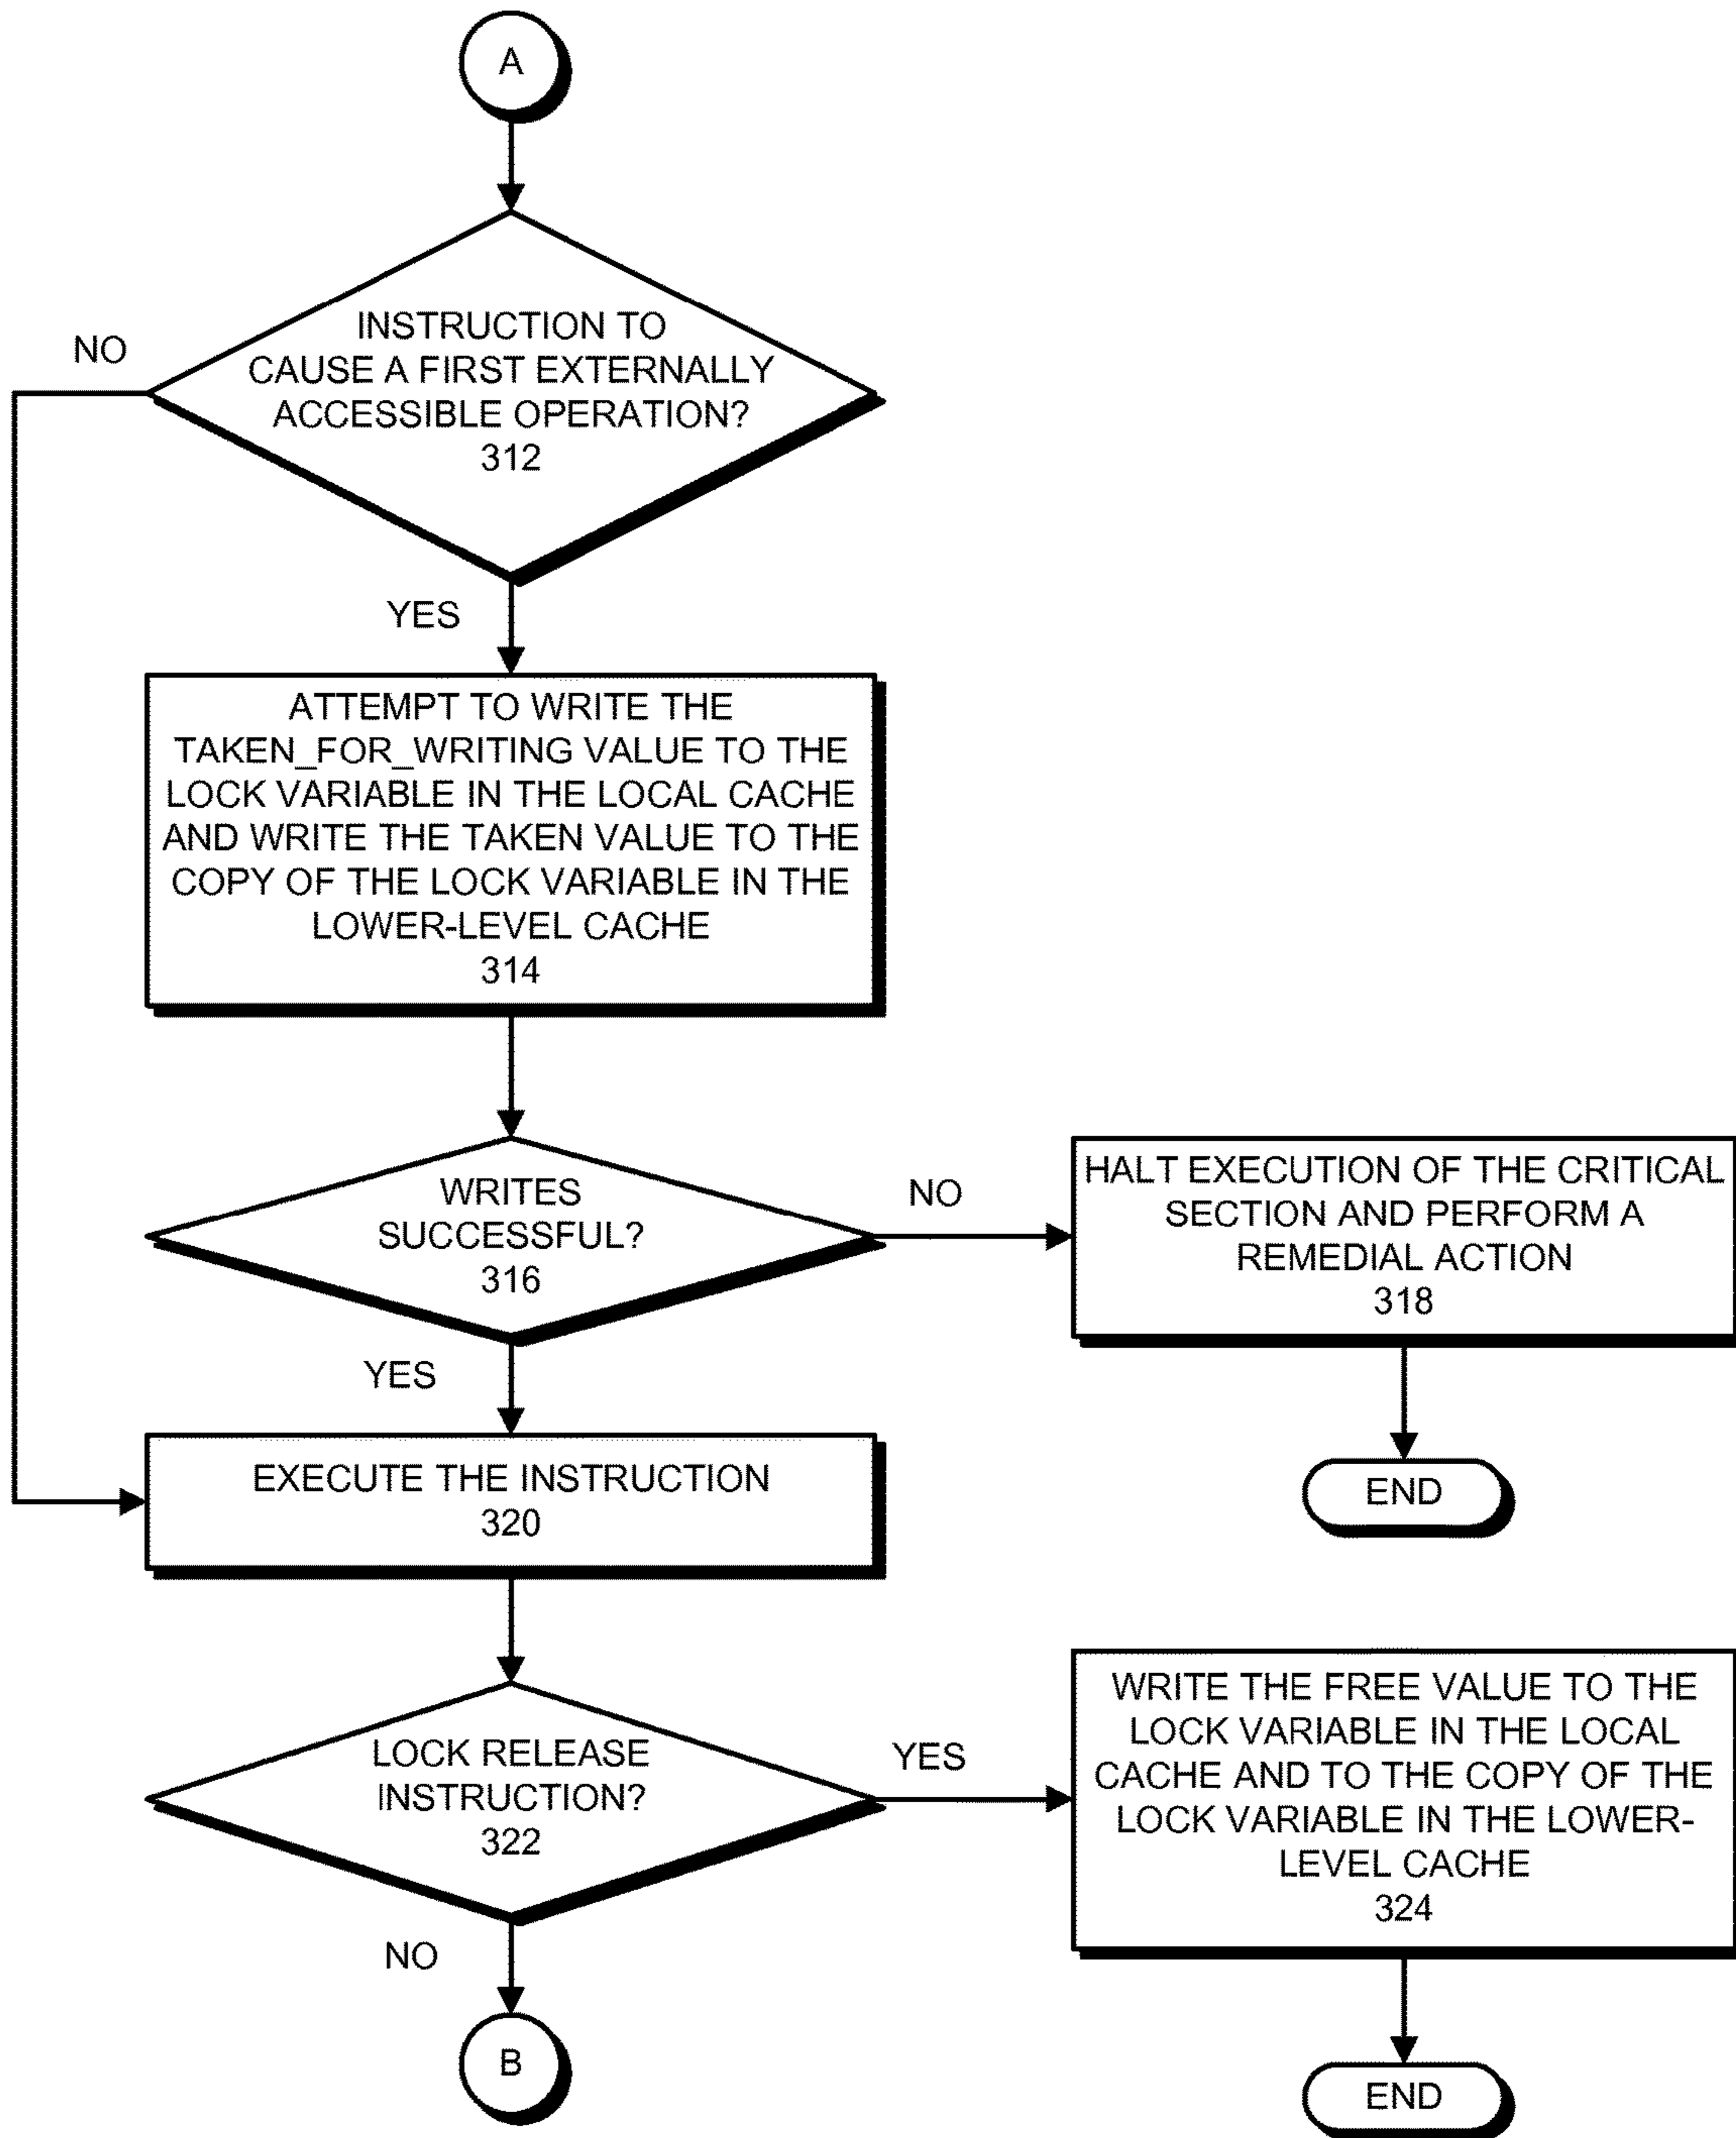 A
INSTRUCTION TO
CAUSE A FIRST EXTERNALLY
ACCESSIBLE OPERATION?
312
NO
YES
ATTEMPT TO WRITE THE
TAKEN_FOR_WRITING VALUE TO THE
LOCK VARIABLE IN THE LOCAL CACHE
AND WRITE THE TAKEN VALUE TO THE
COPY OF THE LOCK VARIABLE IN THE
LOWER-LEVEL CACHE
314
WRITES
SUCCESSFUL?
316
NO
HALT EXECUTION OF THE CRITICAL
SECTION AND PERFORM A
REMEDIAL ACTION
318
END
YES
EXECUTE THE INSTRUCTION
320
LOCK RELEASE
INSTRUCTION?
322
YES
WRITE THE FREE VALUE TO THE
LOCK VARIABLE IN THE LOCAL
CACHE AND TO THE COPY OF THE
LOCK VARIABLE IN THE LOWER-
LEVEL CACHE
324
END
NO
B